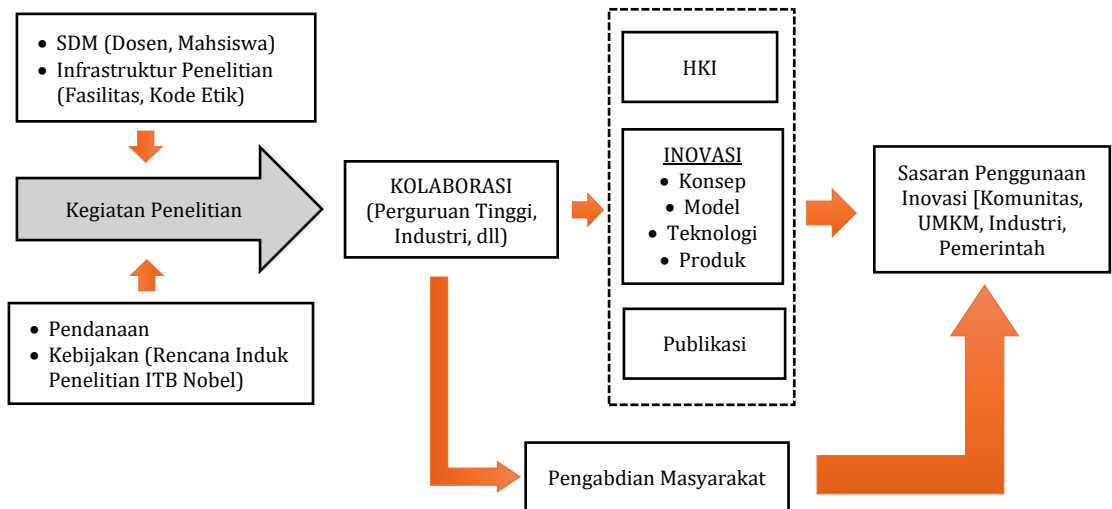 • SDM (Dosen, Mahsiswa)
• Infrastruktur Penelitian
(Fasilitas, Kode Etik)
Kegiatan Penelitian
• Pendanaan
• Kebijakan (Rencana Induk
Penelitian ITB Nobel)
KOLABORASI
(Perguruan Tinggi,
Industri, dll)
HKI
INOVASI
• Konsep
• Model
• Teknologi
• Produk
Publikasi
Sasaran Penggunaan
Inovasi [Komunitas,
UMKM, Industri,
Pemerintah
Pengabdian Masyarakat